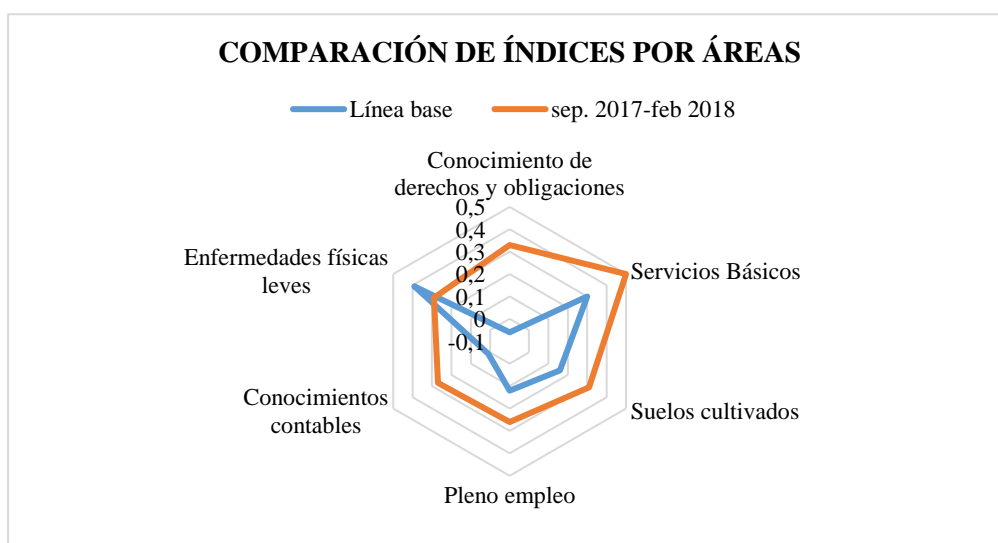 COMPARACIÓN DE ÍNDICES POR ÁREAS
Línea base
sep. 2017-feb 2018
Conocimiento de
derechos y obligaciones
0,5
0,4
0,3
0,2
0,1
0
-0,1
Servicios Básicos
Suelos cultivados
Pleno empleo
Conocimientos
contables
Enfermedades físicas
leves